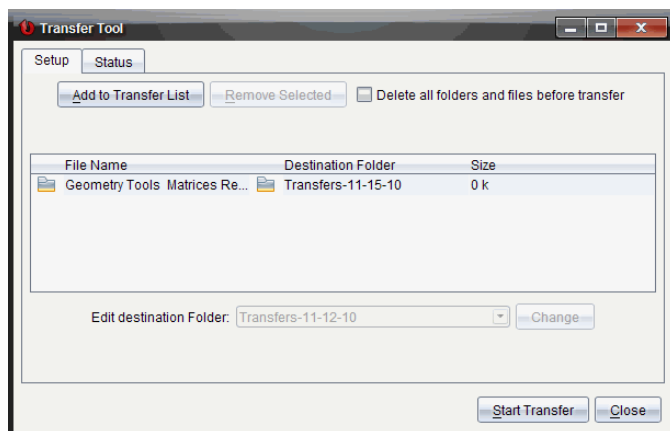 Transfer Tool
Setup Status
Add to Transfer List Remove Selected Delete all folders and files before transfer
File Name Destination Folder Size
Geometry Tools Matrices Re... Transfers-11-15-10 0 k
Edit destination Folder: Transfers-11-12-10 Change
Start Transfer Close